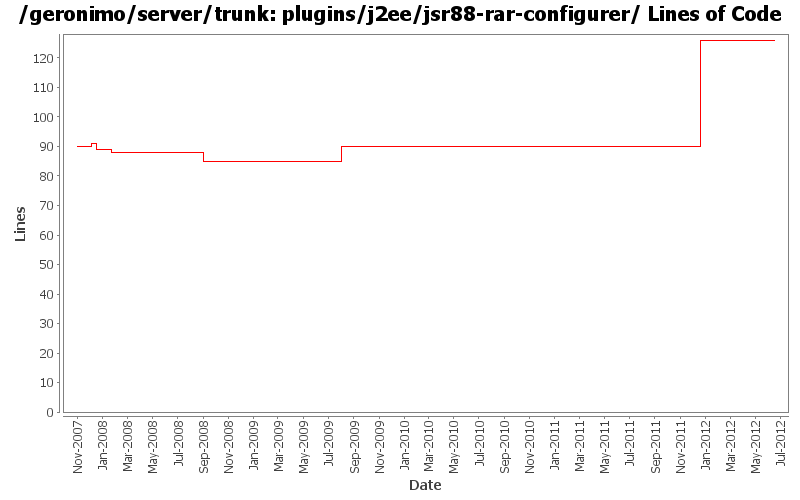 /geronimo/server/trunk: plugins/j2ee/jsr88-rar-configurer/ Lines of Code
120
110
100
90
80
70
60
50
40
30
20
10
0
Lines
Nov-2007
Jan-2008
Mar-2008
May-2008
Jul-2008
Sep-2008
Nov-2008
Jan-2009
Mar-2009
May-2009
Jul-2009
Sep-2009
Nov-2009
Jan-2010
Mar-2010
May-2010
Jul-2010
Sep-2010
Nov-2010
Jan-2011
Mar-2011
May-2011
Jul-2011
Sep-2011
Nov-2011
Jan-2012
Mar-2012
May-2012
Jul-2012
Date